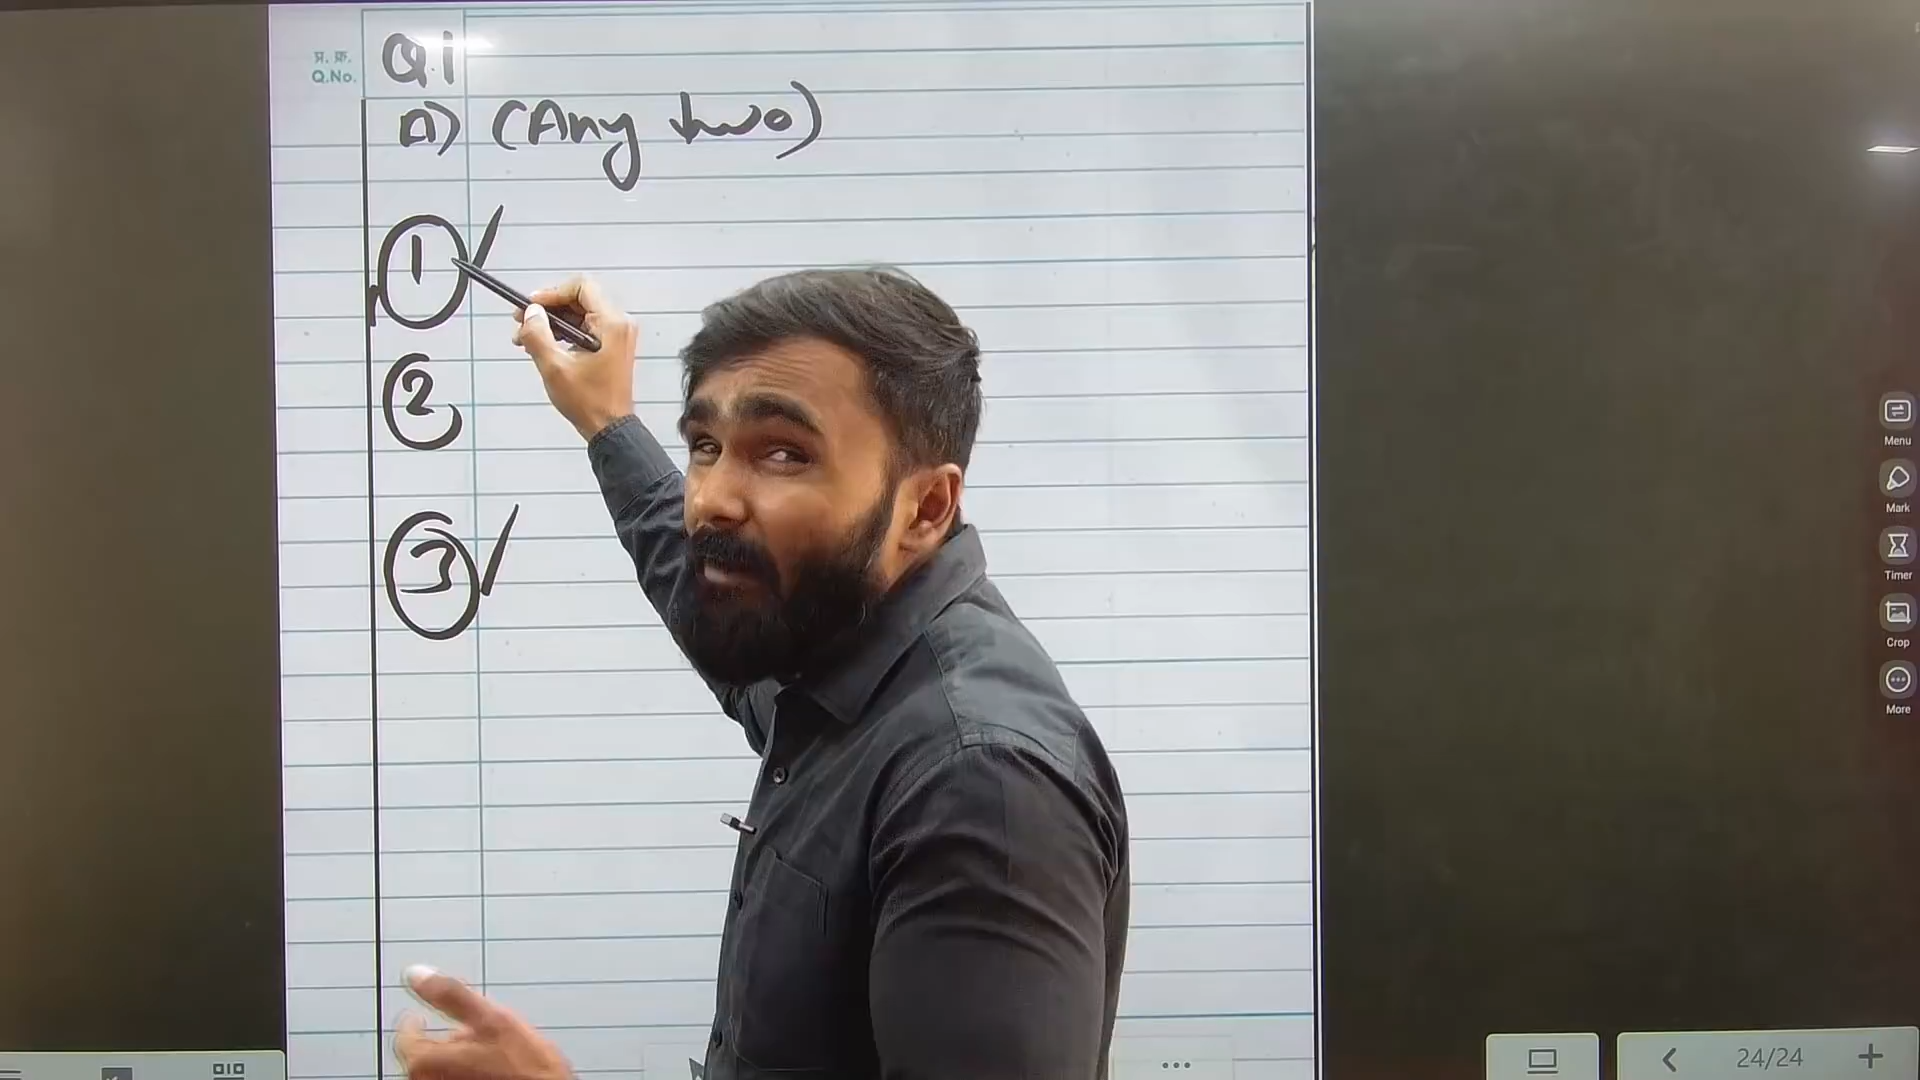 प्र. क्र.
Q.No.
Q.1
A) (Any two)
1
2
3
Menu
Mark
Timer
Crop
More
24/24